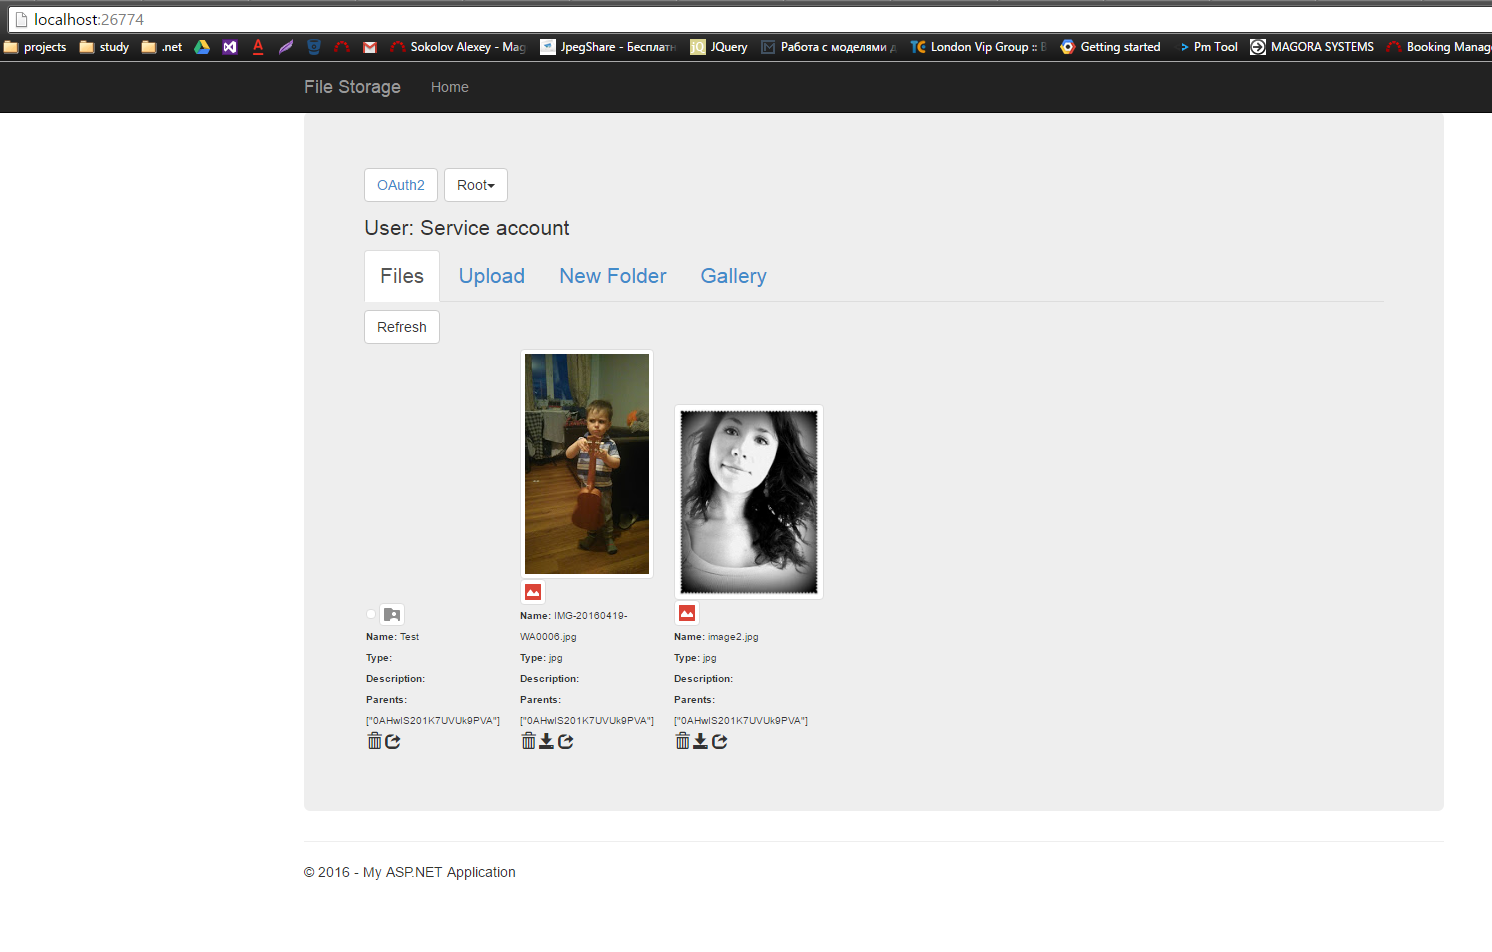 localhost:26774
projects study .net Sokolov Alexey - Mag JpegShare - Бесплатн JQuery Работа с моделями д London Vip Group :: Getting started Pm Tool MAGORA SYSTEMS Booking Manage
File Storage Home
OAuth2 Root
User: Service account
Files Upload New Folder Gallery
Refresh
Name: Test
Type:
Description:
Parents:
["0AHwIS201K7UVUk9PVA"]
Name: IMG-20160419-
WA0006.jpg
Type: jpg
Description:
Parents:
["0AHwIS201K7UVUk9PVA"]
Name: image2.jpg
Type: jpg
Description:
Parents:
["0AHwIS201K7UVUk9PVA"]
© 2016 - My ASP.NET Application